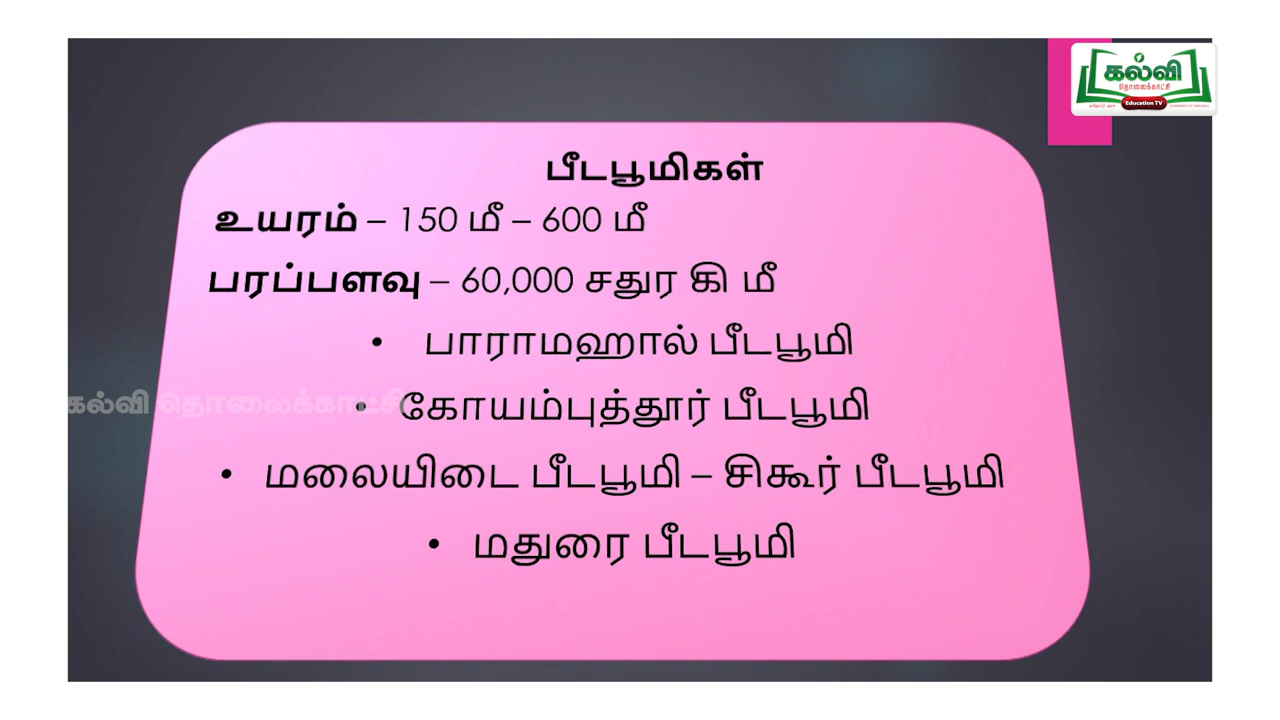 கல்வி
தொலைக்காட்சி
Education TV
பீடபூமிகள்
உயரம் – 150 மீ – 600 மீ
பரப்பளவு – 60,000 சதுர கி மீ
• பாராமஹால் பீடபூமி
• கோயம்புத்தூர் பீடபூமி
கல்வி தொலைக்காட்சி
• மலையிடை பீடபூமி – சிகூர் பீடபூமி
• மதுரை பீடபூமி